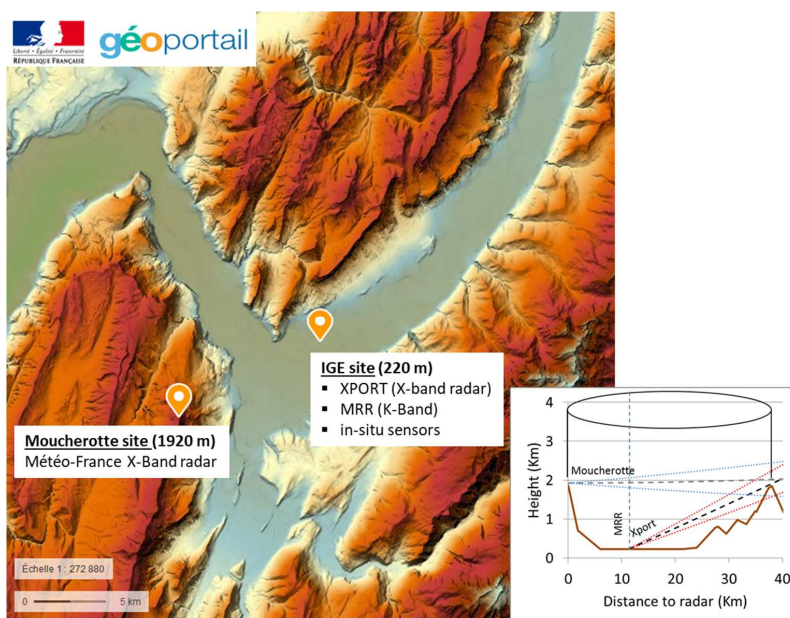 Liberté • Égalité • Fraternité
RÉPUBLIQUE FRANÇAISE
géoportail
IGE site (220 m)
▪ XPORT (X-band radar)
▪ MRR (K-Band)
▪ in-situ sensors
Moucherotte site (1920 m)
Météo-France X-Band radar
Échelle 1 : 272 880
0 5 km
Height (Km)
4
3
2
1
0
Moucherotte
MRR
Xport
0 10 20 30 40
Distance to radar (Km)